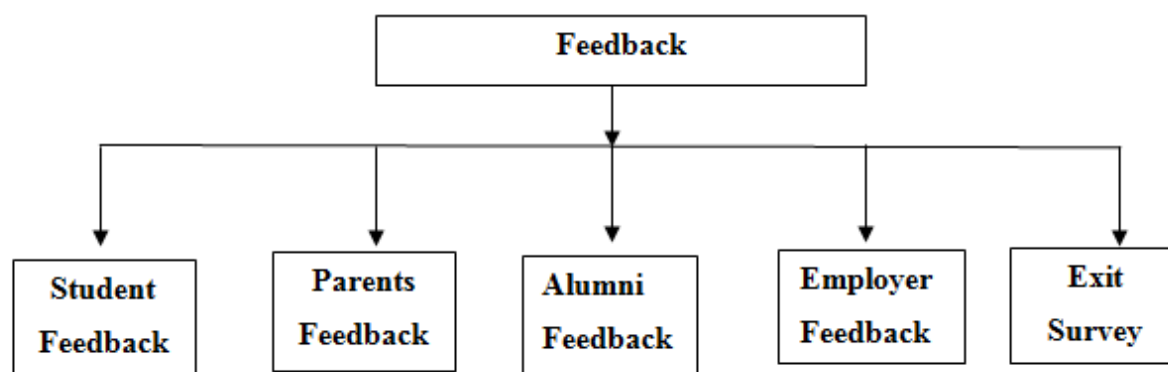 Feedback
Student
Feedback
Parents
Feedback
Alumni
Feedback
Employer
Feedback
Exit
Survey